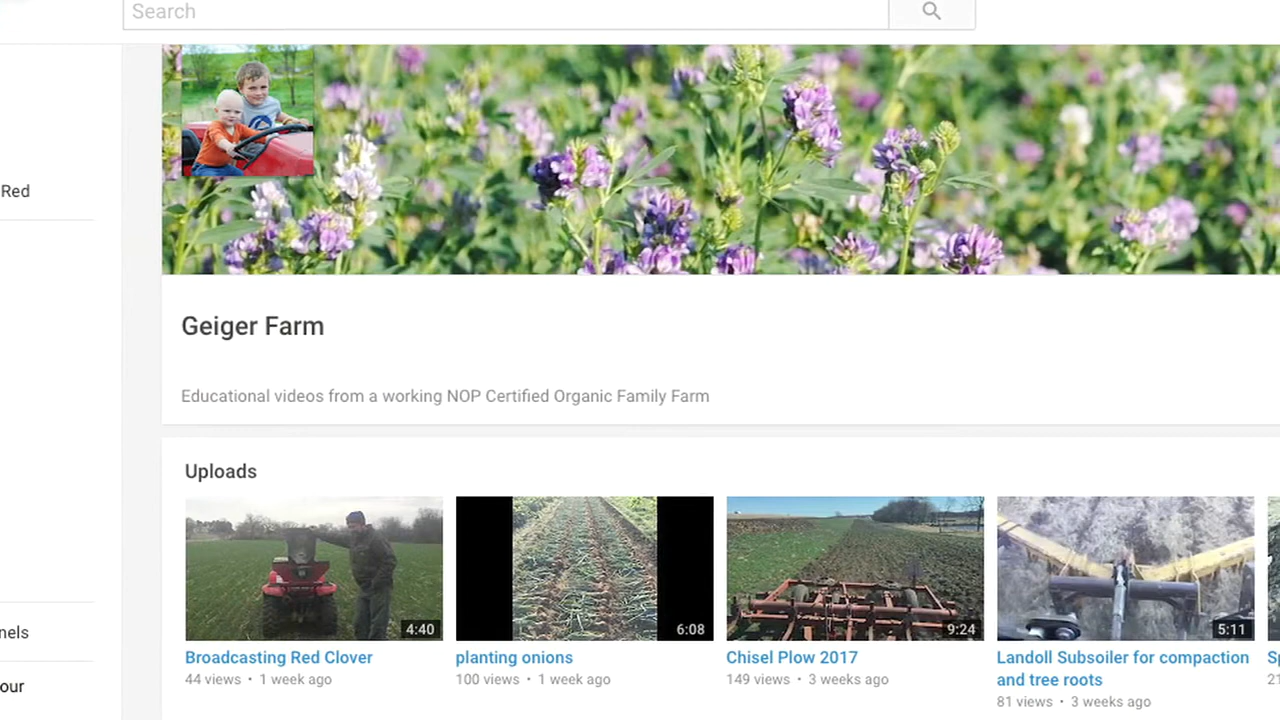 Search
Red
Geiger Farm
Educational videos from a working NOP Certified Organic Family Farm
Uploads
4:40
6:08
9:24
5:11
Broadcasting Red Clover
planting onions
Chisel Plow 2017
Landoll Subsoiler for compaction
and tree roots
Sp
44 views • 1 week ago
100 views • 1 week ago
149 views • 3 weeks ago
81 views • 3 weeks ago
21
nels
our